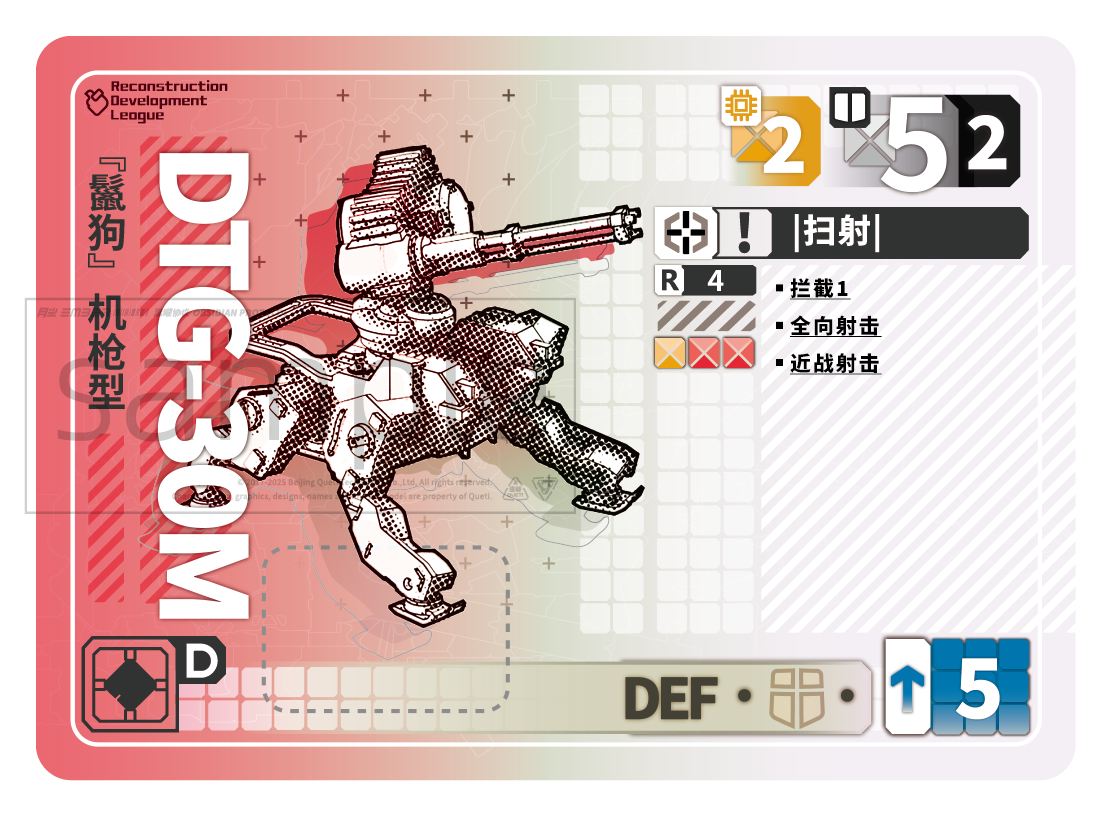 Reconstruction
Development
League
『鬣狗』 机枪型
DTG-30M
2
5
2
! |扫射|
R 4
▪ 拦截1
▪ 全向射击
▪ 近战射击
sample
D
DEF • •
5